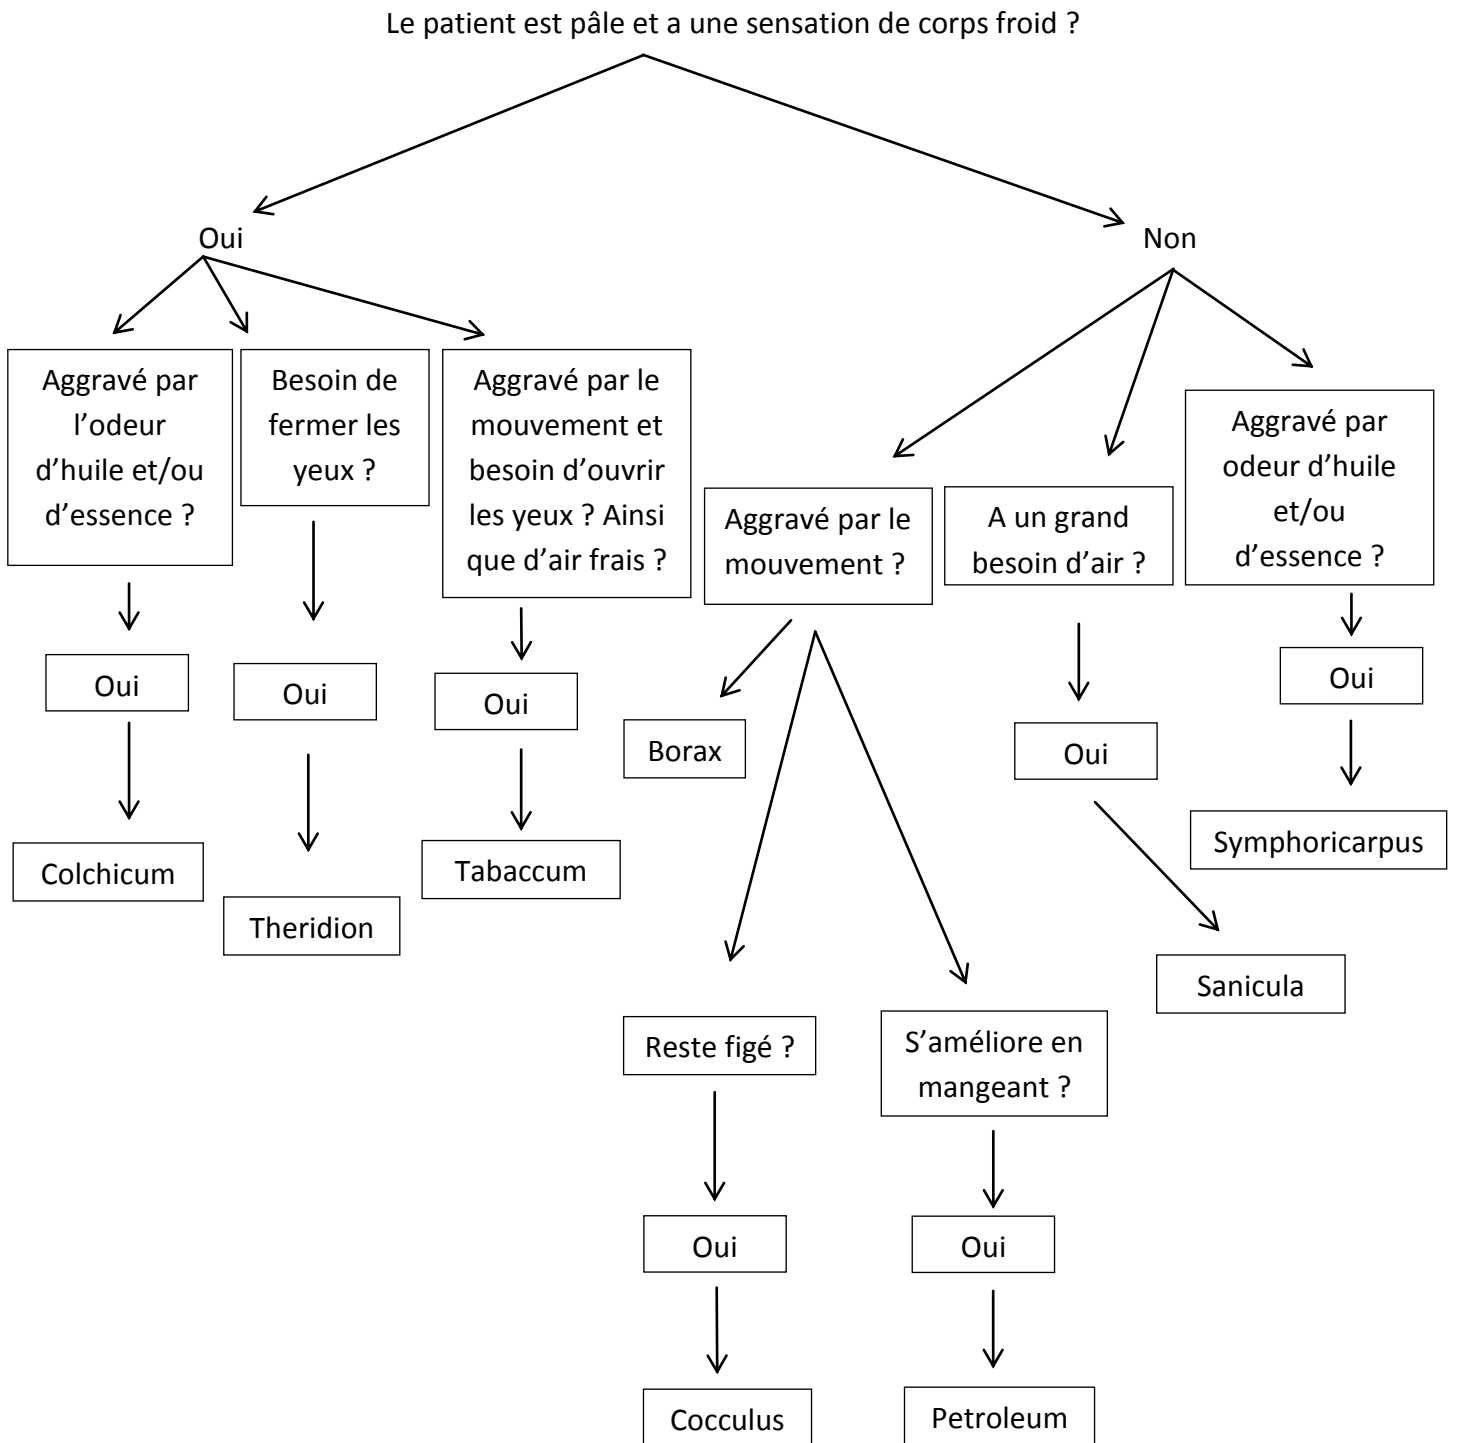 Le patient est pâle et a une sensation de corps froid ?
Oui
Non
Aggravé par
l’odeur
d’huile et/ou
d’essence ?
Besoin de
fermer les
yeux ?
Aggravé par le
mouvement et
besoin d’ouvrir
les yeux ? Ainsi
que d’air frais ?
Aggravé par le
mouvement ?
A un grand
besoin d’air ?
Aggravé par
odeur d’huile
et/ou
d’essence ?
Oui
Oui
Oui
Oui
Oui
Borax
Colchicum
Theridion
Tabaccum
Symphoricarpus
Sanicula
Reste figé ?
S’améliore en
mangeant ?
Oui
Oui
Cocculus
Petroleum